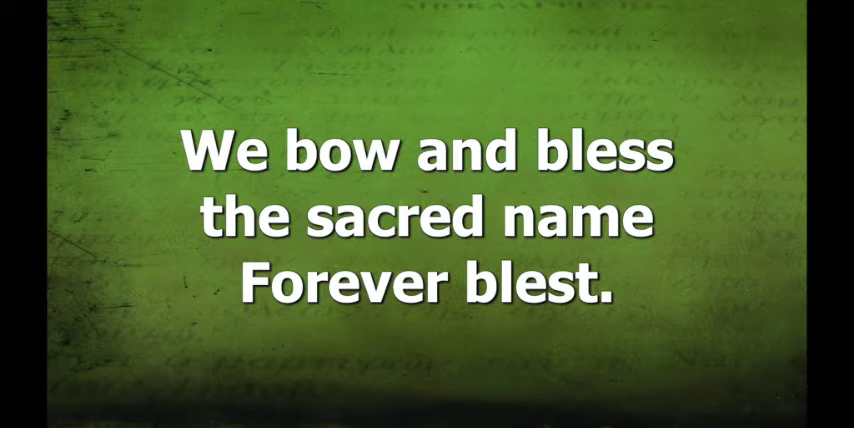 We bow and bless
the sacred name
Forever blest.